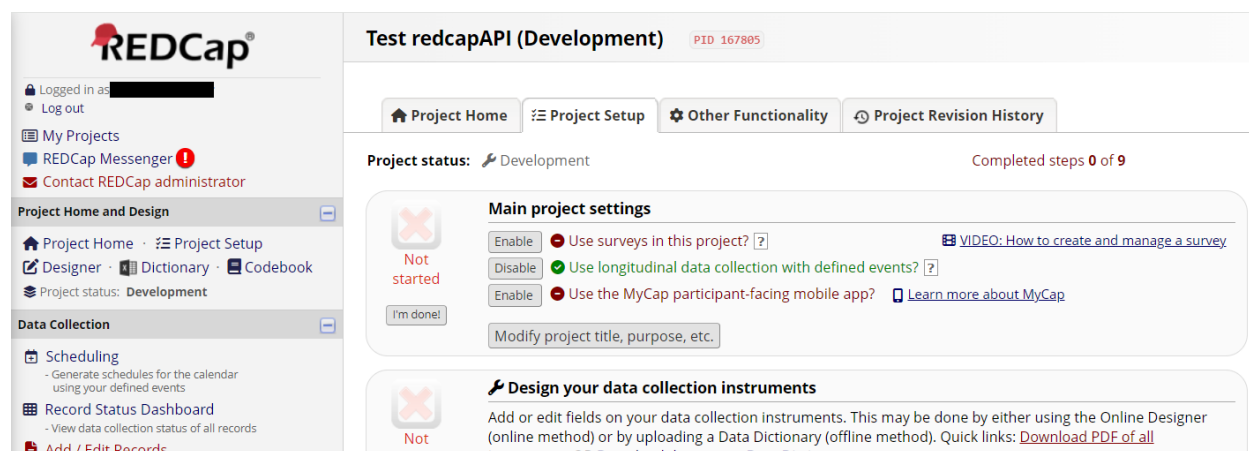 REDCap®
Logged in as
Log out
My Projects
REDCap Messenger
Contact REDCap administrator
Project Home and Design
Project Home · Project Setup
Designer · Dictionary · Codebook
Project status: Development
Data Collection
Scheduling
- Generate schedules for the calendar
using your defined events
Record Status Dashboard
- View data collection status of all records
Add / Edit Records
Test redcapAPI (Development) PID 167805
Project Home Project Setup Other Functionality Project Revision History
Project status: Development Completed steps 0 of 9
Main project settings
Not
started
I'm done!
Enable Use surveys in this project? ? VIDEO: How to create and manage a survey
Disable Use longitudinal data collection with defined events? ?
Enable Use the MyCap participant-facing mobile app? Learn more about MyCap
Modify project title, purpose, etc.
Not
Design your data collection instruments
Add or edit fields on your data collection instruments. This may be done by either using the Online Designer
(online method) or by uploading a Data Dictionary (offline method). Quick links: Download PDF of all